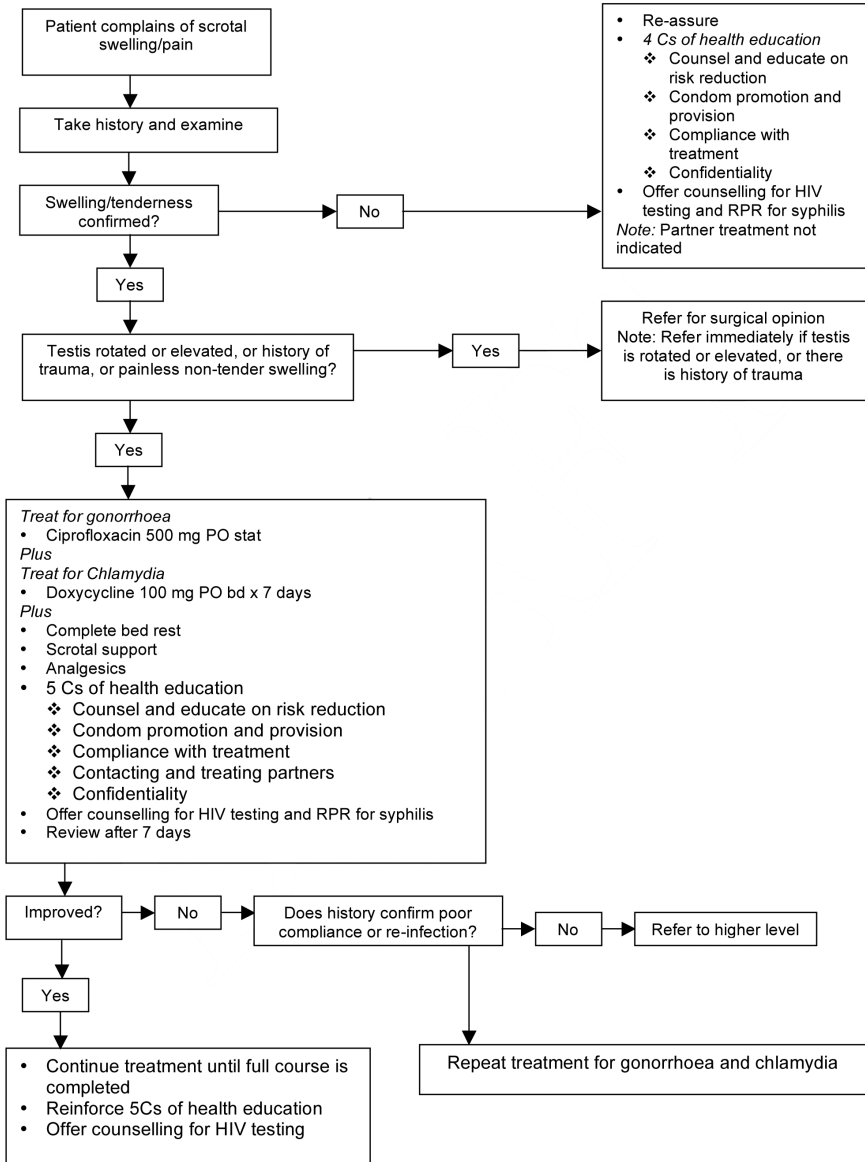 Patient complains of scrotal
swelling/pain
Take history and examine
Swelling/tenderness
confirmed?
No
• Re-assure
• 4 Cs of health education
❖ Counsel and educate on
risk reduction
❖ Condom promotion and
provision
❖ Compliance with
treatment
❖ Confidentiality
• Offer counselling for HIV
testing and RPR for syphilis
Note: Partner treatment not
indicated
Yes
Testis rotated or elevated, or history of
trauma, or painless non-tender swelling?
Yes
Refer for surgical opinion
Note: Refer immediately if testis
is rotated or elevated, or there
is history of trauma
Yes
Treat for gonorrhoea
• Ciprofloxacin 500 mg PO stat
Plus
Treat for Chlamydia
• Doxycycline 100 mg PO bd x 7 days
Plus
• Complete bed rest
• Scrotal support
• Analgesics
• 5 Cs of health education
❖ Counsel and educate on risk reduction
❖ Condom promotion and provision
❖ Compliance with treatment
❖ Contacting and treating partners
❖ Confidentiality
• Offer counselling for HIV testing and RPR for syphilis
• Review after 7 days
Improved?
No
Does history confirm poor
compliance or re-infection?
No
Refer to higher level
Yes
• Continue treatment until full course is
completed
• Reinforce 5Cs of health education
• Offer counselling for HIV testing
Repeat treatment for gonorrhoea and chlamydia